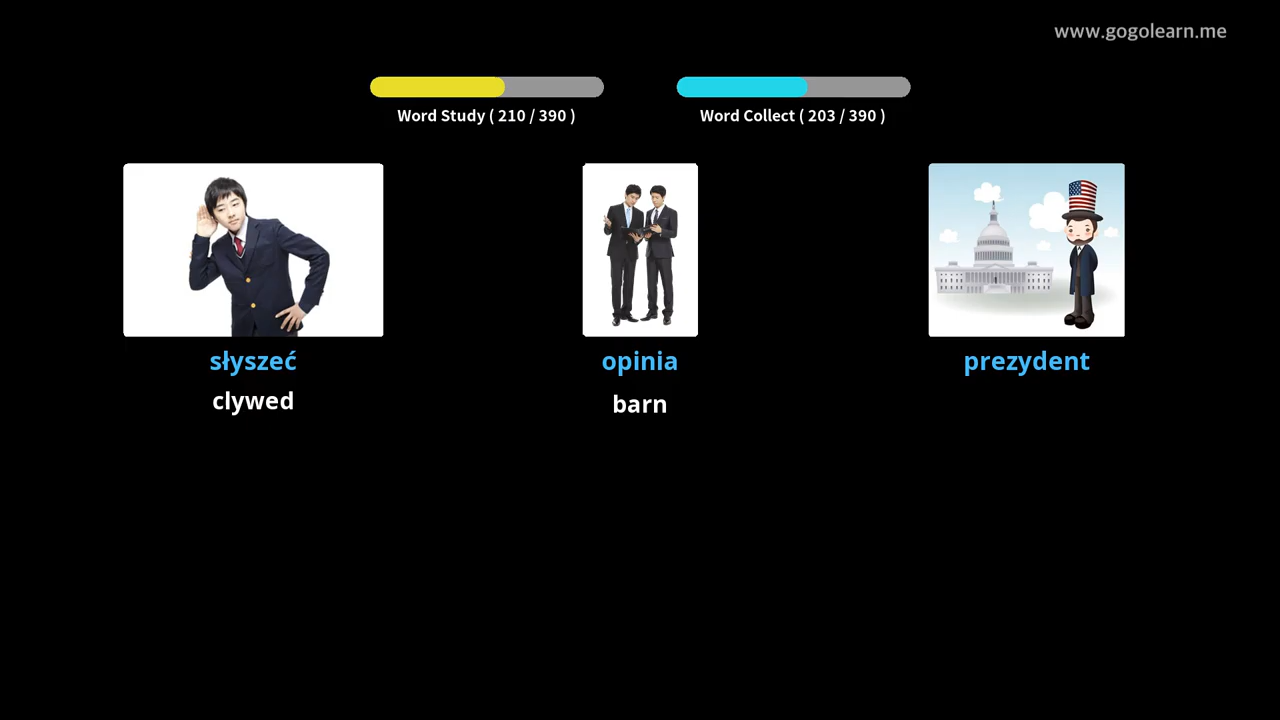 www.gogolearn.me
Word Study ( 210 / 390 )
Word Collect ( 203 / 390 )
słyszeć
opinia
prezydent
clywed
barn